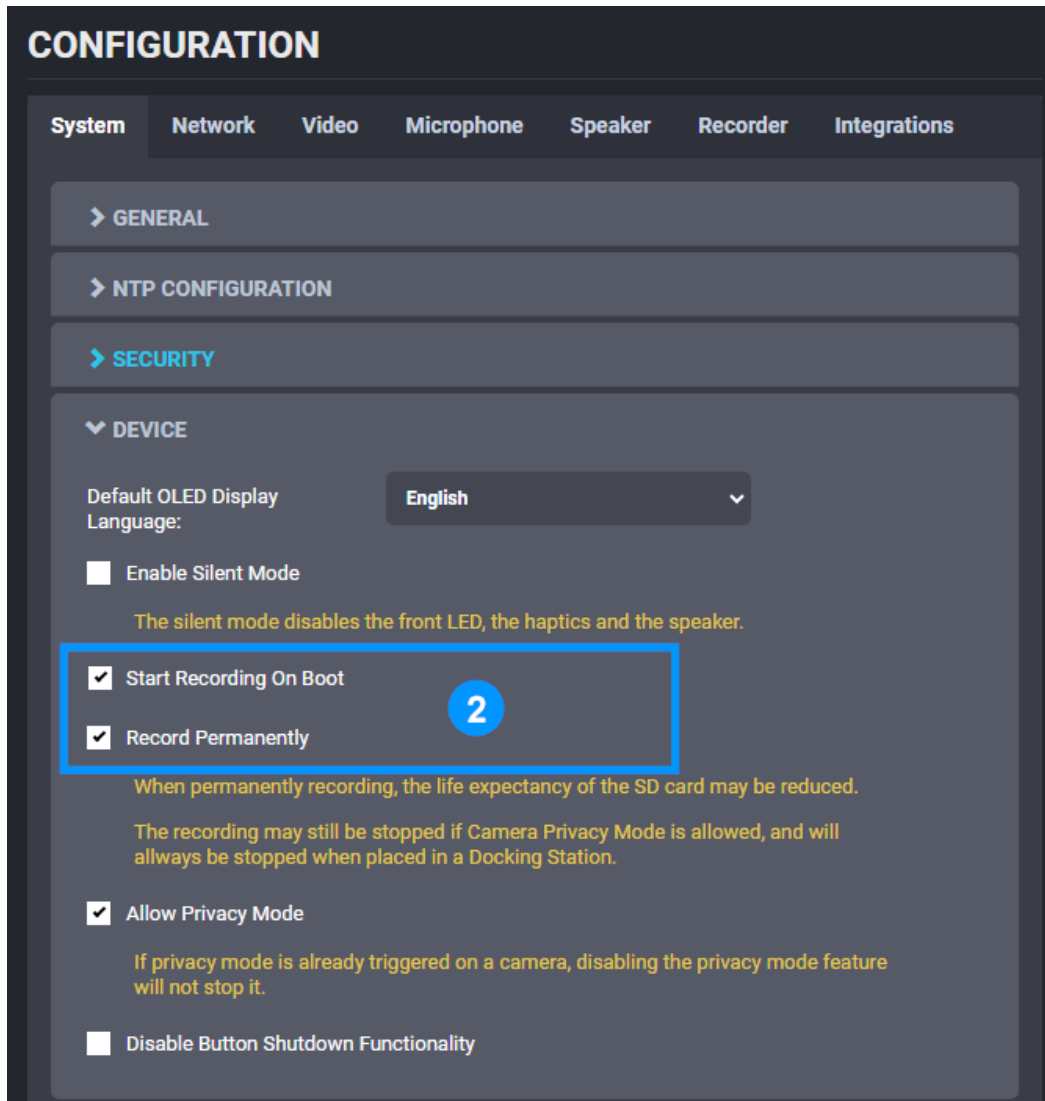 CONFIGURATION
System Network Video Microphone Speaker Recorder Integrations
GENERAL
NTP CONFIGURATION
SECURITY
DEVICE
Default OLED Display
Language:
English
Enable Silent Mode
The silent mode disables the front LED, the haptics and the speaker.
Start Recording On Boot
2
Record Permanently
When permanently recording, the life expectancy of the SD card may be reduced.
The recording may still be stopped if Camera Privacy Mode is allowed, and will
allways be stopped when placed in a Docking Station.
Allow Privacy Mode
If privacy mode is already triggered on a camera, disabling the privacy mode feature
will not stop it.
Disable Button Shutdown Functionality